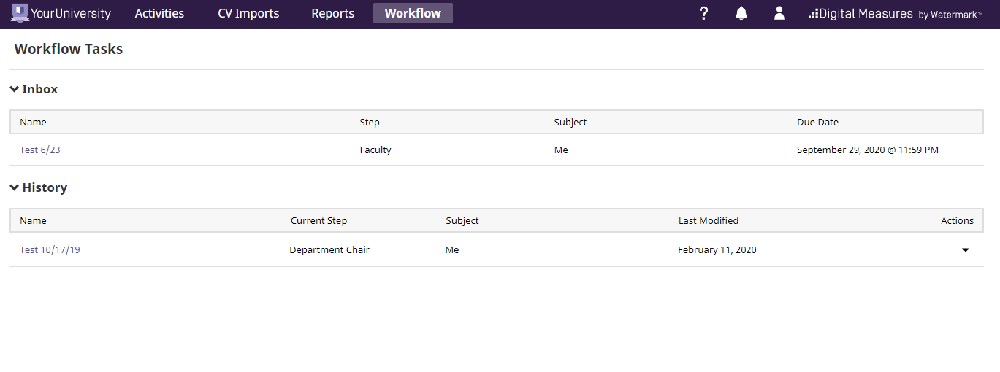 YourUniversity Activities CV Imports Reports Workflow ? Digital Measures by Watermark™
Workflow Tasks
Inbox
Name Step Subject Due Date
Test 6/23 Faculty Me September 29, 2020 @ 11:59 PM
History
Name Current Step Subject Last Modified Actions
Test 10/17/19 Department Chair Me February 11, 2020